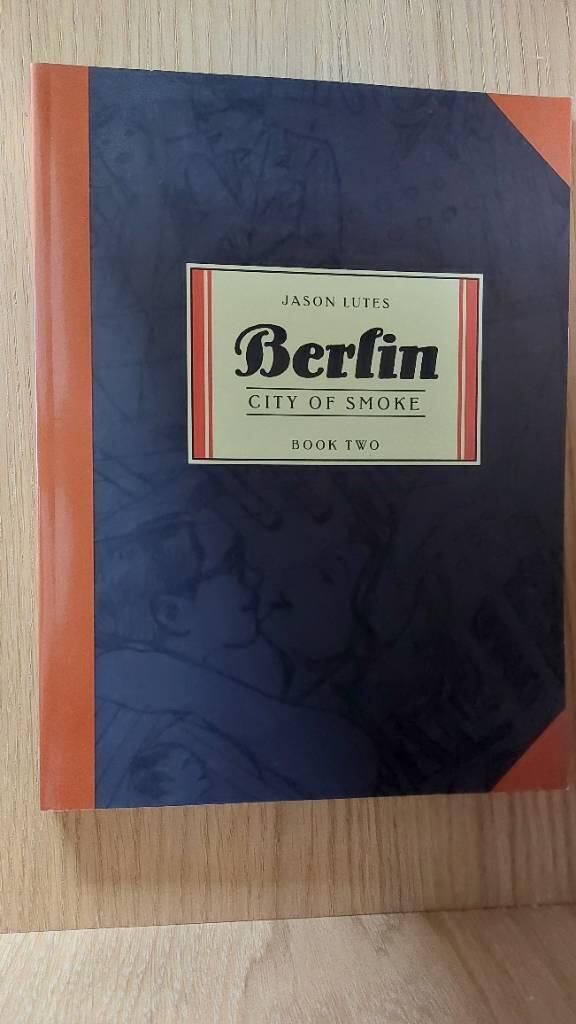 JASON LUTES
Berlin
CITY OF SMOKE
BOOK TWO